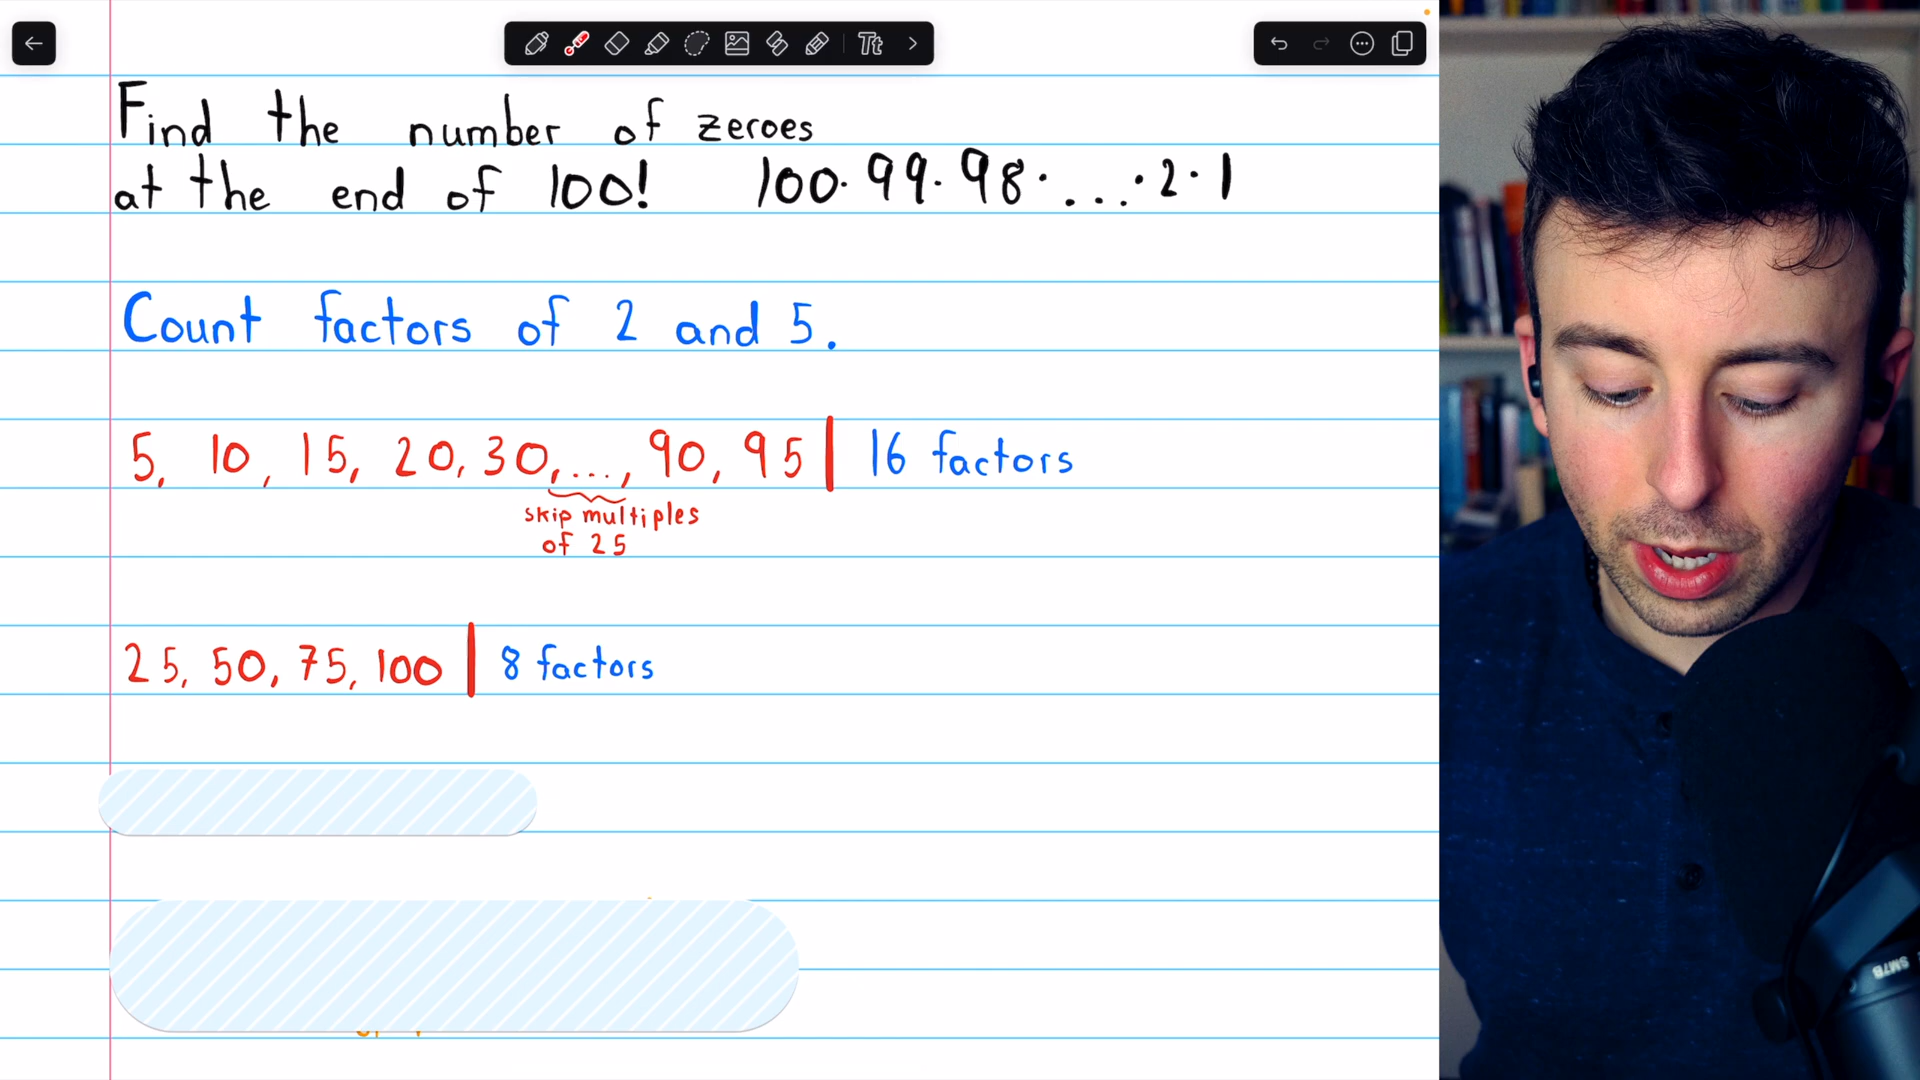 Tt
Find the number of zeroes
at the end of 100! 100·99·98·...·2·1
Count factors of 2 and 5.
5, 10, 15, 20, 30,..., 90, 95 | 16 factors
skip multiples
of 25
25, 50, 75, 100 | 8 factors
SM7B